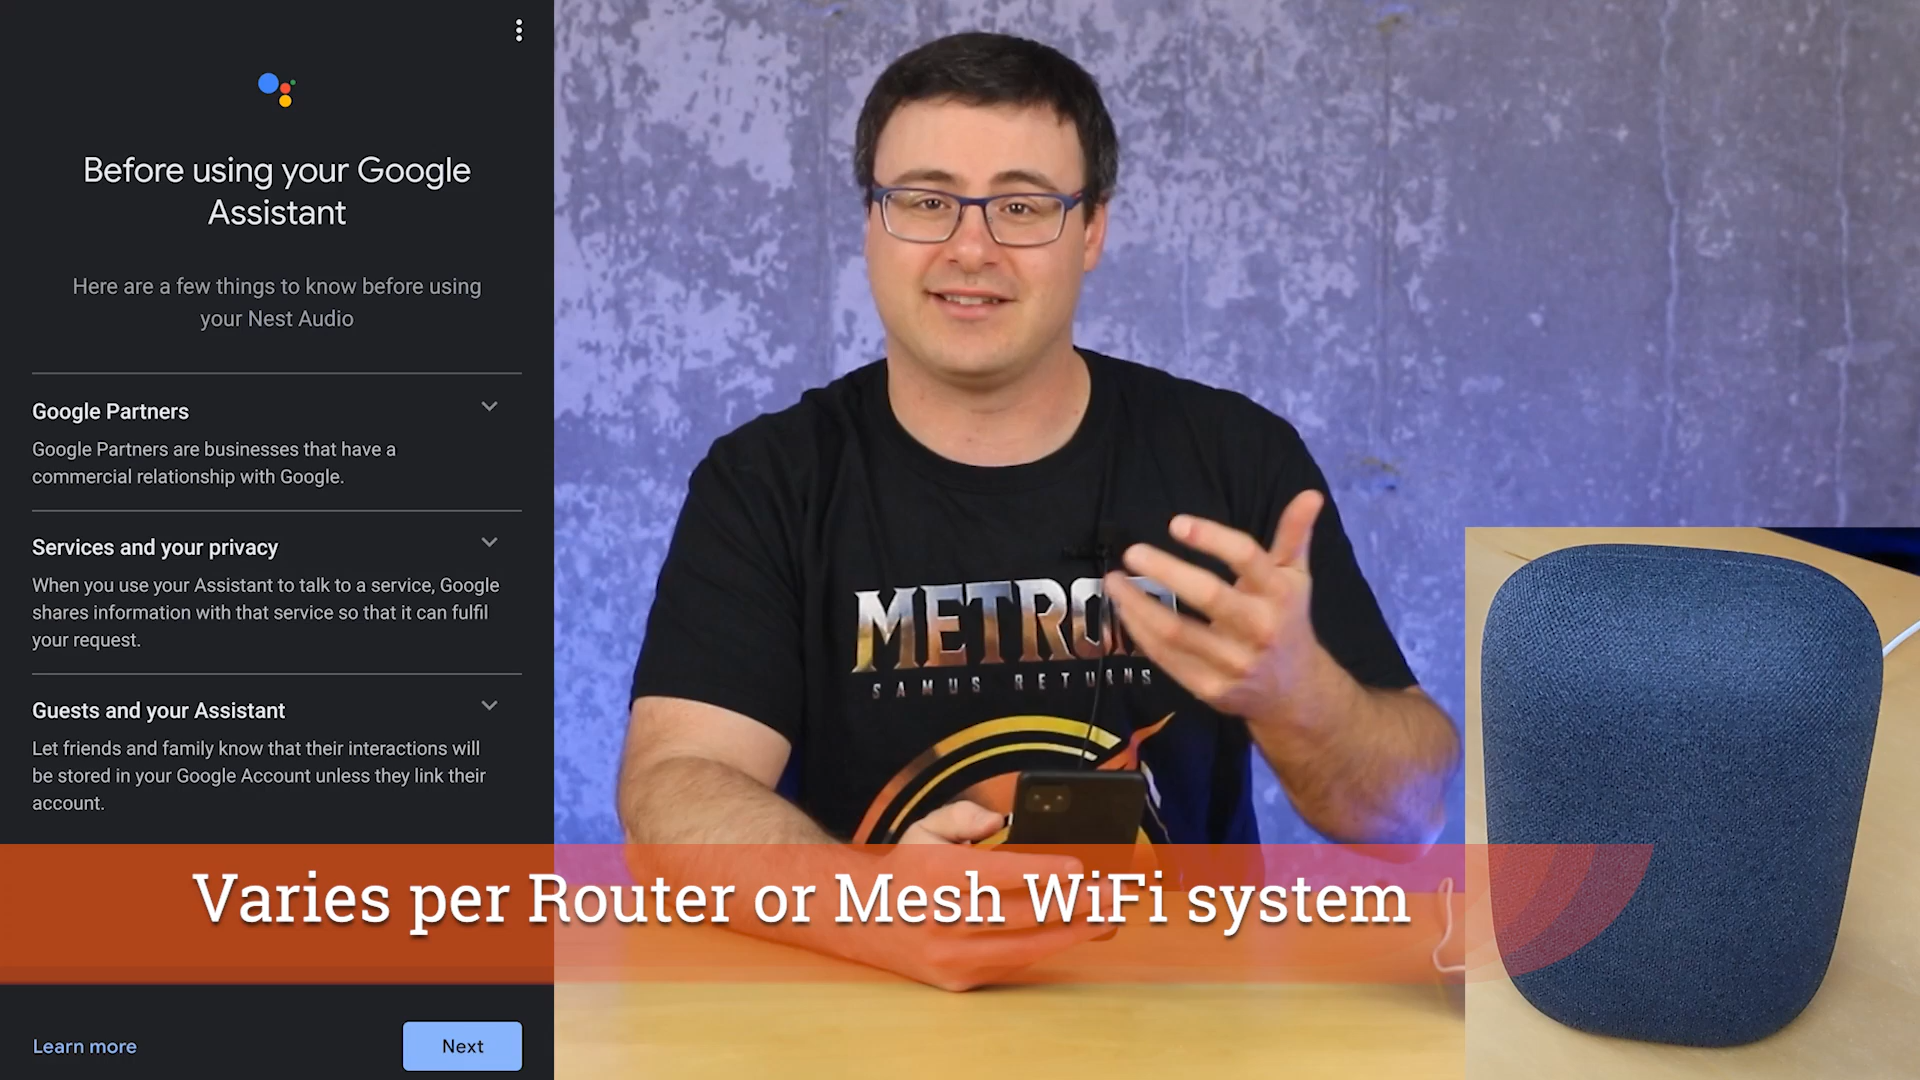 Before using your Google
Assistant
Here are a few things to know before using
your Nest Audio
Google Partners
Google Partners are businesses that have a
commercial relationship with Google.
Services and your privacy
When you use your Assistant to talk to a service, Google
shares information with that service so that it can fulfil
your request.
Guests and your Assistant
Let friends and family know that their interactions will
be stored in your Google Account unless they link their
account.
Learn more
Next
METROID
SAMUS RETURNS
Varies per Router or Mesh WiFi system